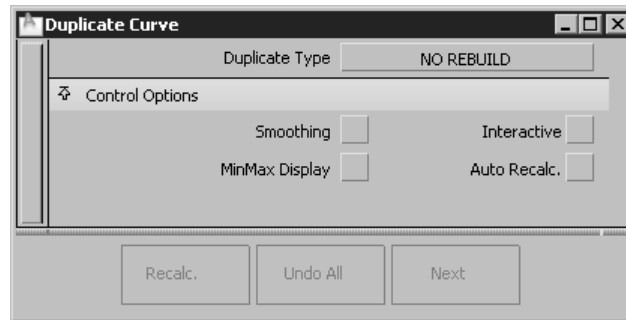 Duplicate Curve
Duplicate Type NO REBUILD
Control Options
Smoothing Interactive
MinMax Display Auto Recalc.
Recalc. Undo All Next